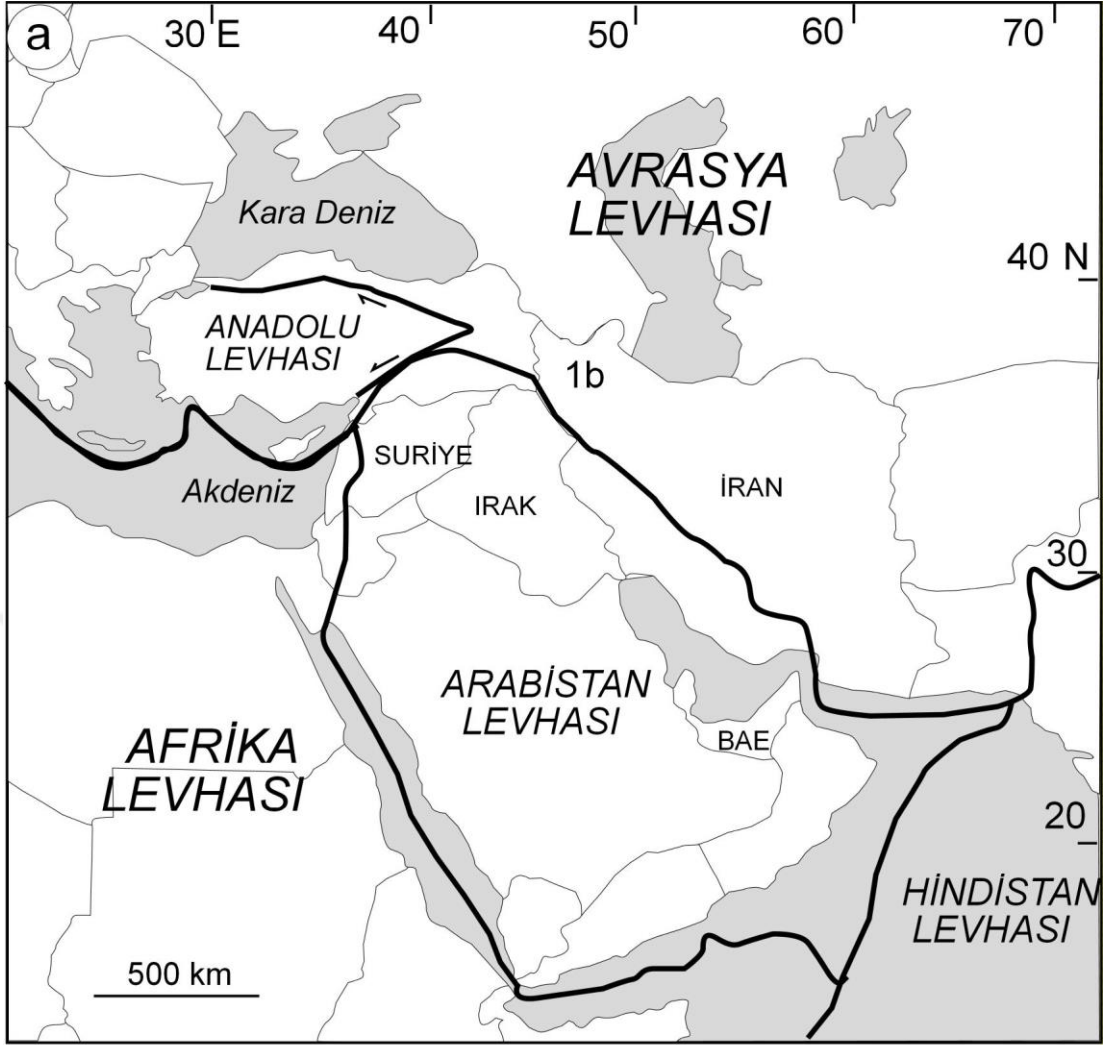 a
30 E
40
50
60
70
AVRASYA
LEVHASI
Kara Deniz
40 N
ANADOLU
LEVHASI
1b
SURİYE
IRAK
İRAN
Akdeniz
30
ARABİSTAN
LEVHASI
AFRİKA
LEVHASI
BAE
20
HİNDİSTAN
LEVHASI
500 km